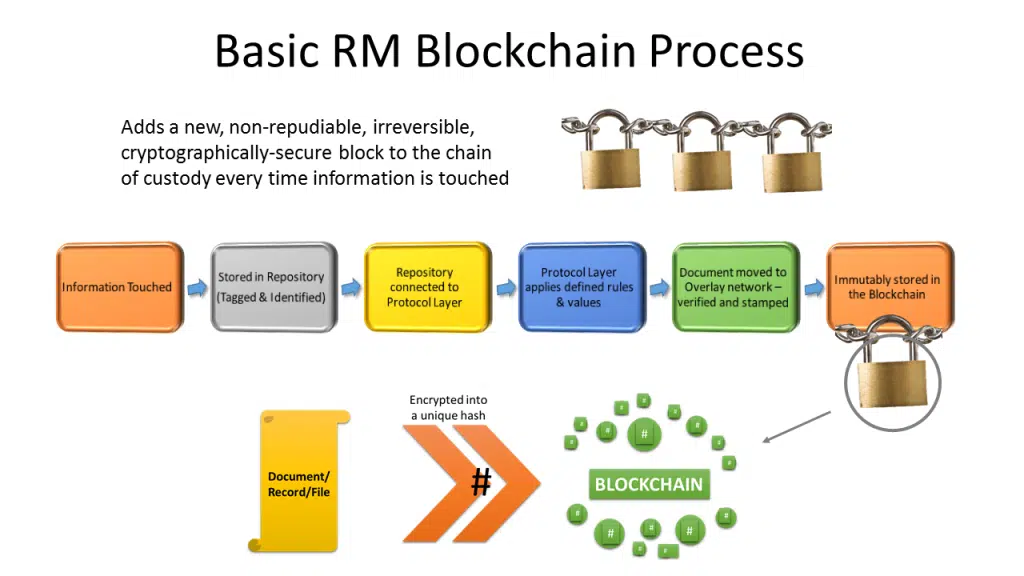 Basic RM Blockchain Process
Adds a new, non-repudiable, irreversible,
cryptographically-secure block to the chain
of custody every time information is touched
Information Touched
Stored in Repository
(Tagged & Identified)
Repository
connected to
Protocol Layer
Protocol Layer
applies defined rules
& values
Document moved to
Overlay network –
verified and stamped
Immutably stored in
the Blockchain
Encrypted into
a unique hash
Document/
Record/File
#
# # # # # # # # # #
BLOCKCHAIN
# # # # # # #